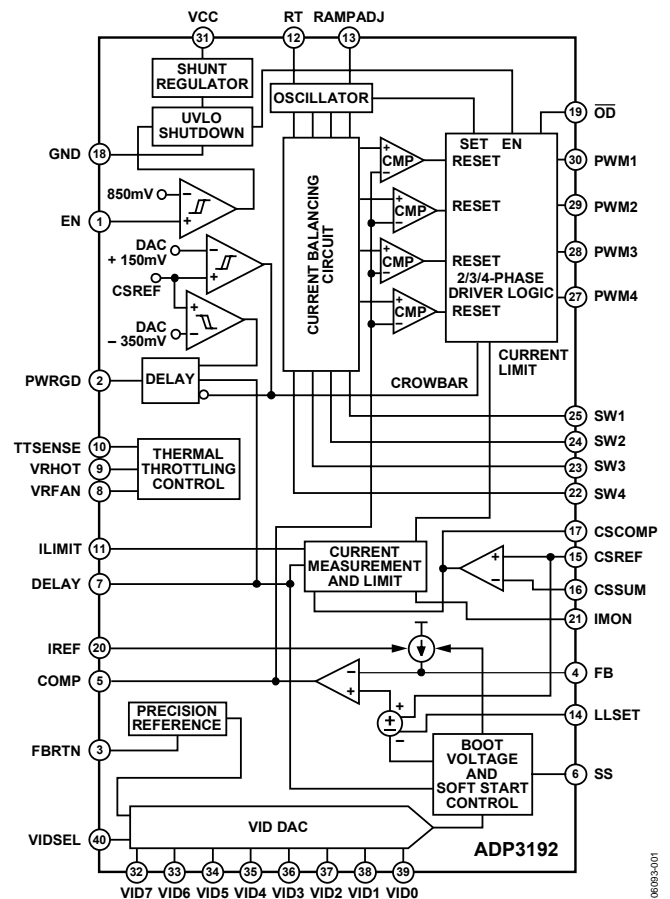 VCC RT RAMPADJ
31 12 13
SHUNT
REGULATOR
OSCILLATOR
UVLO
SHUTDOWN
19 OD
GND 18
SET EN
CMP
RESET
30 PWM1
850mV
EN 1
CMP
RESET
29 PWM2
DAC
+ 150mV
CSREF
CURRENT BALANCING
CIRCUIT
CMP
RESET
28 PWM3
2/3/4-PHASE
DRIVER LOGIC
DAC
– 350mV
CMP
RESET
27 PWM4
CURRENT
LIMIT
PWRGD 2
DELAY
CROWBAR
25 SW1
24 SW2
23 SW3
22 SW4
TTSENSE 10
VRHOT 9
VRFAN 8
THERMAL
THROTTLING
CONTROL
17 CSCOMP
ILIMIT 11
CURRENT
MEASUREMENT
AND LIMIT
15 CSREF
DELAY 7
16 CSSUM
21 IMON
IREF 20
COMP 5
4 FB
PRECISION
REFERENCE
14 LLSET
FBRTN 3
BOOT
VOLTAGE
AND
SOFT START
CONTROL
6 SS
VIDSEL 40
VID DAC
ADP3192
32 33 34 35 36 37 38 39
VID7 VID6 VID5 VID4 VID3 VID2 VID1 VID0
06093-001